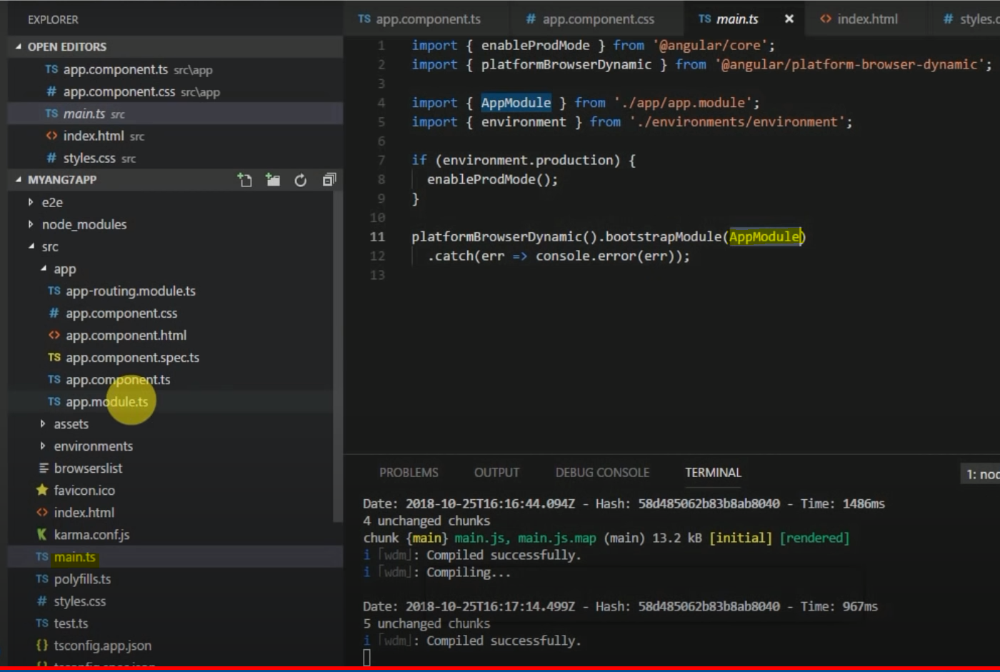 EXPLORER
OPEN EDITORS
TS app.component.ts src\app
# app.component.css src\app
TS main.ts src
<> index.html src
# styles.css src
MYANG7APP
e2e
node_modules
src
app
TS app-routing.module.ts
# app.component.css
<> app.component.html
TS app.component.spec.ts
TS app.component.ts
TS app.module.ts
assets
environments
browserslist
favicon.ico
<> index.html
K karma.conf.js
TS main.ts
TS polyfills.ts
# styles.css
TS test.ts
{} tsconfig.app.json
TS app.component.ts # app.component.css TS main.ts × <> index.html # styles.c
1 import { enableProdMode } from '@angular/core';
2 import { platformBrowserDynamic } from '@angular/platform-browser-dynamic';
3
4 import { AppModule } from './app/app.module';
5 import { environment } from './environments/environment';
6
7 if (environment.production) {
8 enableProdMode();
9 }
10
11 platformBrowserDynamic().bootstrapModule(AppModule)
12 .catch(err => console.error(err));
13
PROBLEMS OUTPUT DEBUG CONSOLE TERMINAL 1: noc
Date: 2018-10-25T16:16:44.094Z - Hash: 58d485062b83b8ab8040 - Time: 1486ms
4 unchanged chunks
chunk {main} main.js, main.js.map (main) 13.2 kB [initial] [rendered]
i ｢wdm｣: Compiled successfully.
i ｢wdm｣: Compiling...
Date: 2018-10-25T16:17:14.499Z - Hash: 58d485062b83b8ab8040 - Time: 967ms
5 unchanged chunks
i ｢wdm｣: Compiled successfully.